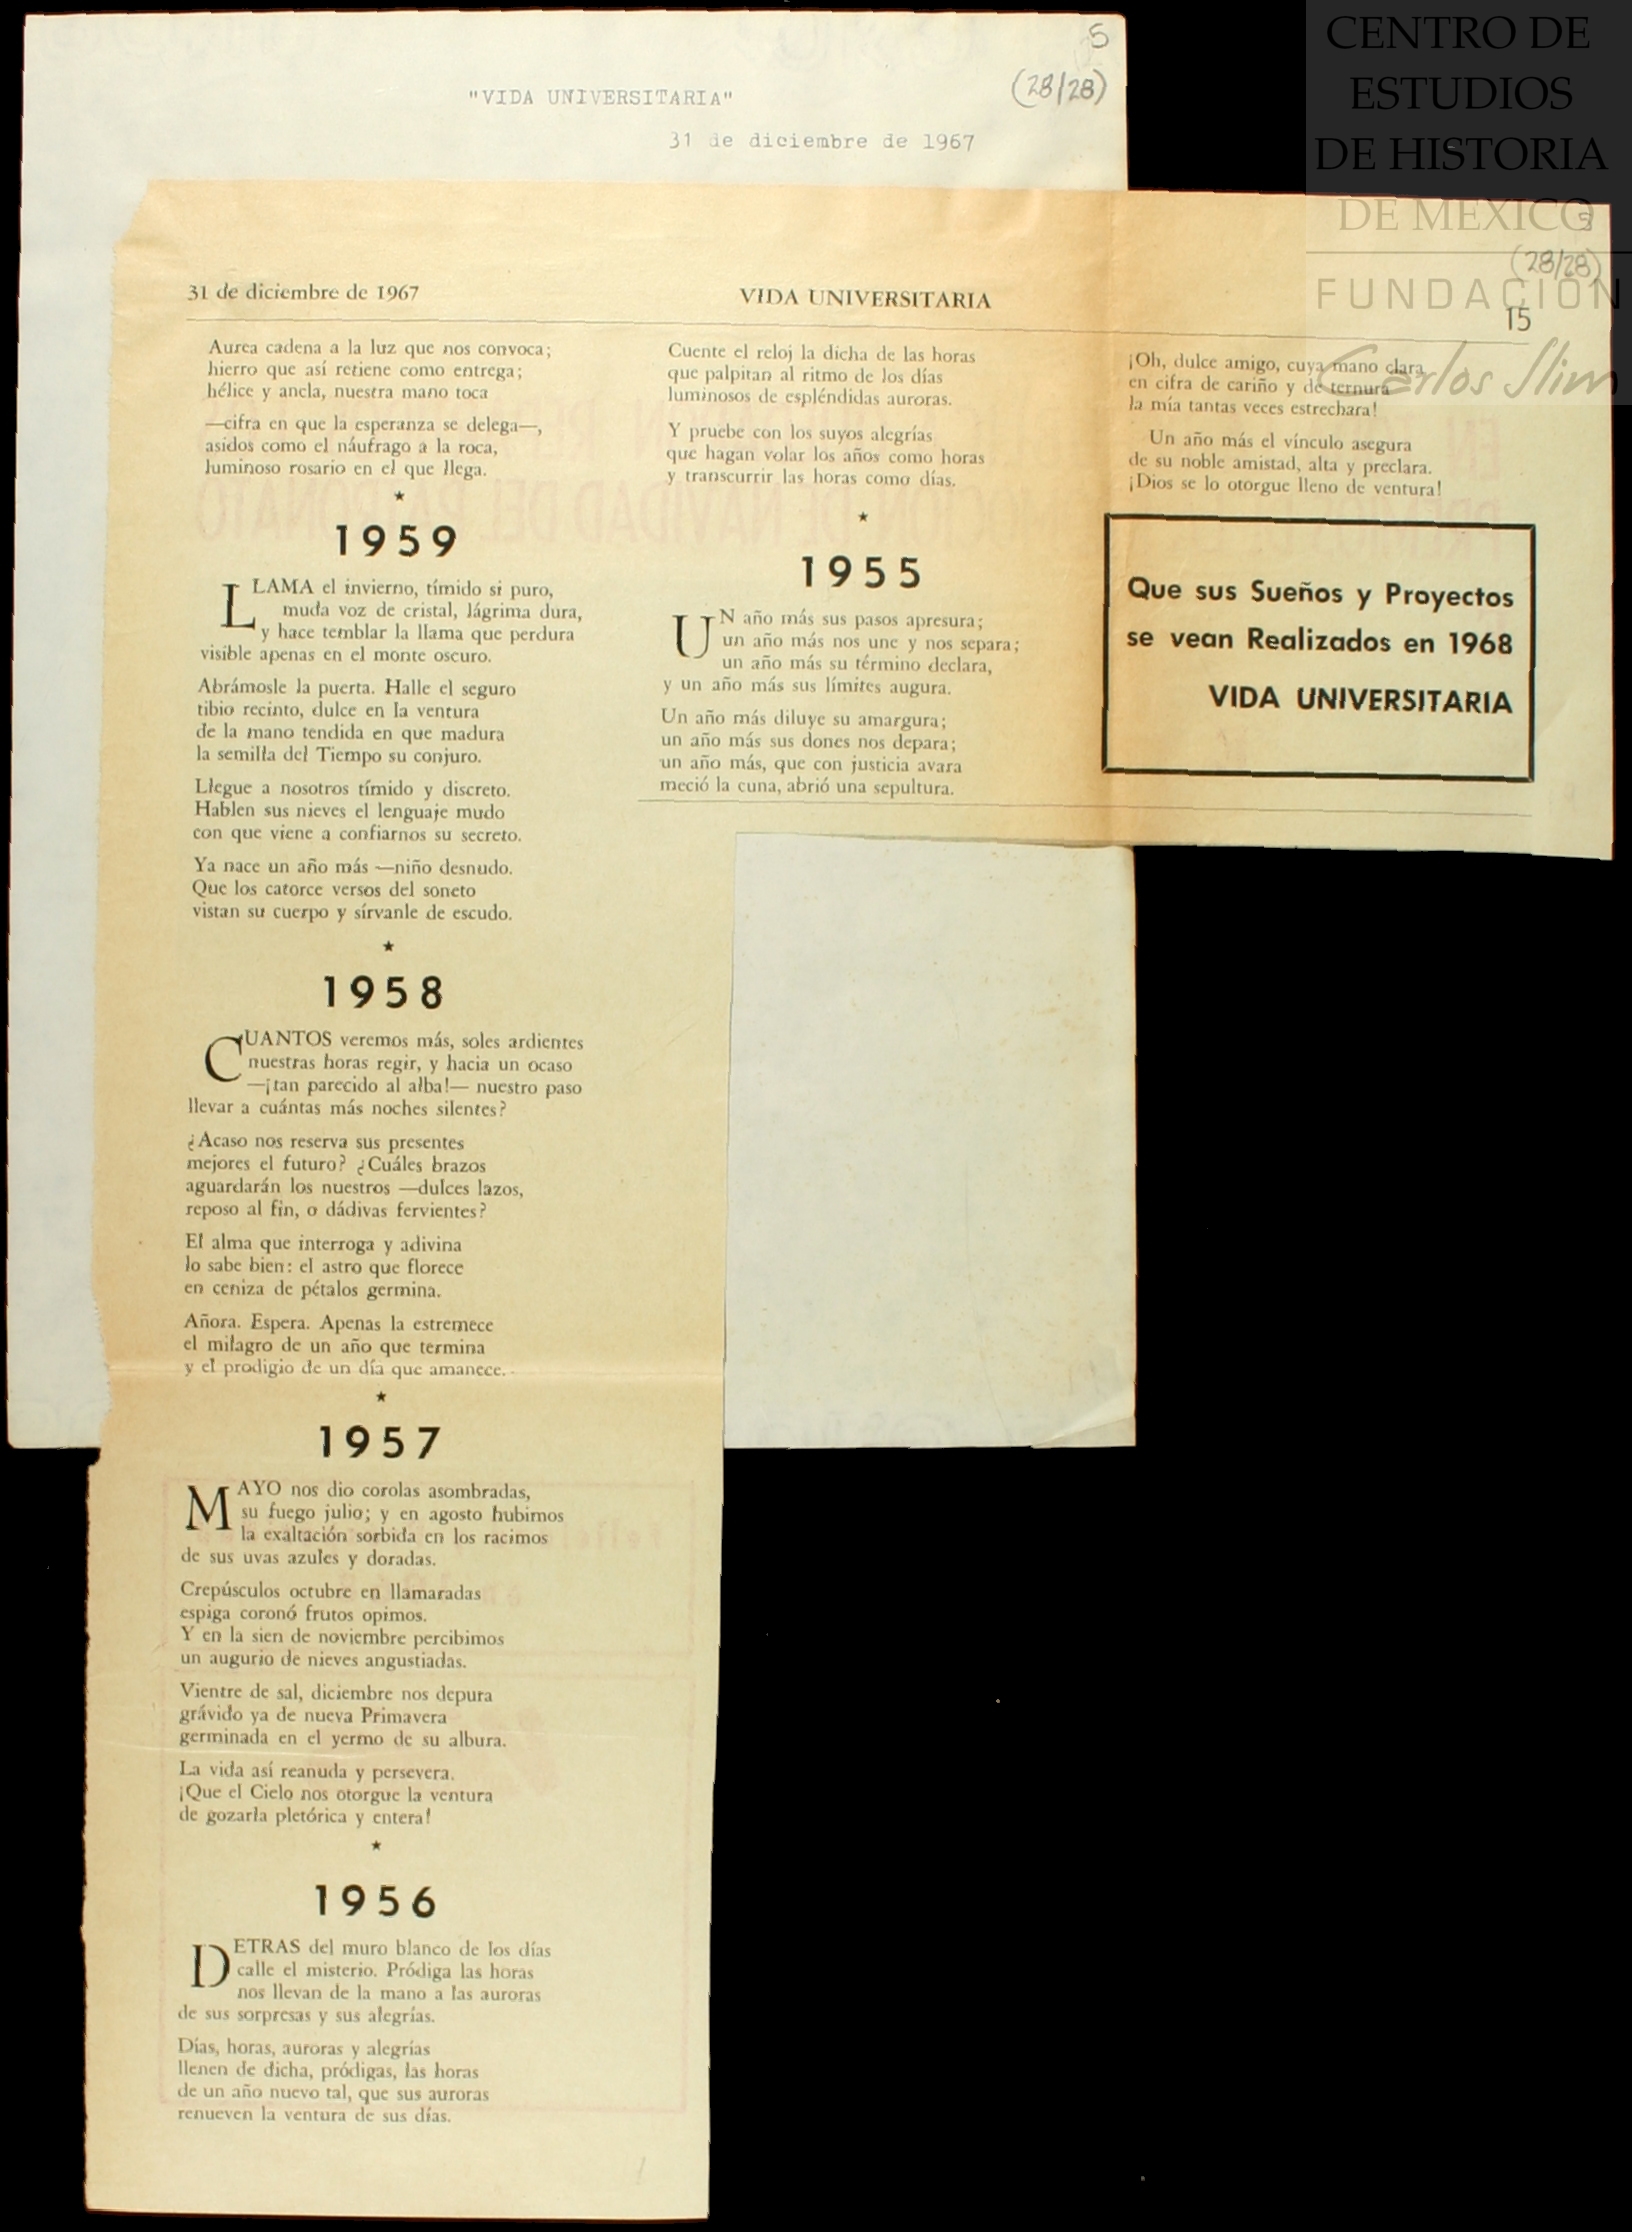 5
(28/28)
"VIDA UNIVERSITARIA"
31 de diciembre de 1967
CENTRO DE
ESTUDIOS
DE HISTORIA
DE MEXICO
FUNDACION
Carlos Slim
5
(28/28)
31 de diciembre de 1967
VIDA UNIVERSITARIA
15
Aurea cadena a la luz que nos convoca;
hierro que así retiene como entrega;
hélice y ancla, nuestra mano toca
—cifra en que la esperanza se delega—,
asidos como el náufrago a la roca,
luminoso rosario en el que llega.
★
1959
LLAMA el invierno, tímido si puro,
muda voz de cristal, lágrima dura,
y hace temblar la llama que perdura
visible apenas en el monte oscuro.
Abrámosle la puerta. Halle el seguro
tibio recinto, dulce en la ventura
de la mano tendida en que madura
la semilla del Tiempo su conjuro.
Llegue a nosotros tímido y discreto.
Hablen sus nieves el lenguaje mudo
con que viene a confiarnos su secreto.
Ya nace un año más —niño desnudo.
Que los catorce versos del soneto
vistan su cuerpo y sírvanle de escudo.
★
1958
CUANTOS veremos más, soles ardientes
nuestras horas regir, y hacia un ocaso
—¡tan parecido al alba!— nuestro paso
llevar a cuántas más noches silentes?
¿Acaso nos reserva sus presentes
mejores el futuro? ¿Cuáles brazos
aguardarán los nuestros —dulces lazos,
reposo al fin, o dádivas fervientes?
El alma que interroga y adivina
lo sabe bien: el astro que florece
en ceniza de pétalos germina.
Añora. Espera. Apenas la estremece
el milagro de un año que termina
y el prodigio de un día que amanece.
★
1957
MAYO nos dio corolas asombradas,
su fuego julio; y en agosto hubimos
la exaltación sorbida en los racimos
de sus uvas azules y doradas.
Crepúsculos octubre en llamaradas
espiga coronó frutos opimos.
Y en la sien de noviembre percibimos
un augurio de nieves angustiadas.
Vientre de sal, diciembre nos depura
grávido ya de nueva Primavera
germinada en el yermo de su albura.
La vida así reanuda y persevera.
¡Que el Cielo nos otorgue la ventura
de gozarla pletórica y entera!
★
1956
DETRAS del muro blanco de los días
calle el misterio. Pródiga las horas
nos llevan de la mano a las auroras
de sus sorpresas y sus alegrías.
Días, horas, auroras y alegrías
llenen de dicha, pródigas, las horas
de un año nuevo tal, que sus auroras
renueven la ventura de sus días.
Cuente el reloj la dicha de las horas
que palpitan al ritmo de los días
luminosos de espléndidas auroras.
Y pruebe con los suyos alegrías
que hagan volar los años como horas
y transcurrir las horas como días.
★
1955
UN año más sus pasos apresura;
un año más nos une y nos separa;
un año más su término declara,
y un año más sus límites augura.
Un año más diluye su amargura;
un año más sus dones nos depara;
un año más, que con justicia avara
meció la cuna, abrió una sepultura.
¡Oh, dulce amigo, cuya mano clara
en cifra de cariño y de ternura
la mía tantas veces estrechara!
Un año más el vínculo asegura
de su noble amistad, alta y preclara.
¡Dios se lo otorgue lleno de ventura!
Que sus Sueños y Proyectos
se vean Realizados en 1968
VIDA UNIVERSITARIA